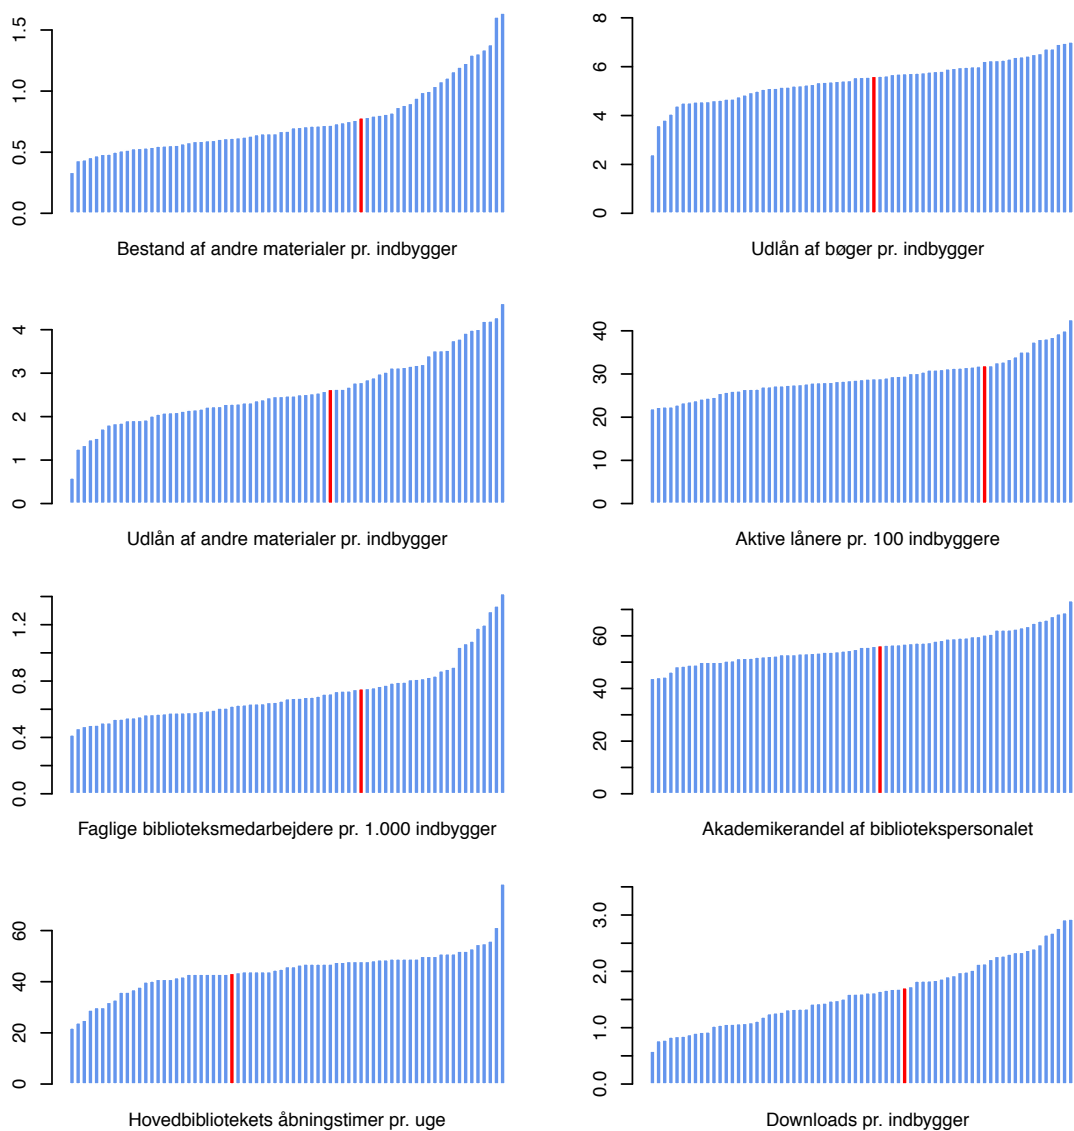 0.0 0.5 1.0 1.5
Bestand af andre materialer pr. indbygger
0 2 4 6 8
Udlån af bøger pr. indbygger
0 1 2 3 4
Udlån af andre materialer pr. indbygger
0 10 20 30 40
Aktive lånere pr. 100 indbyggere
0.0 0.4 0.8 1.2
Faglige biblioteksmedarbejdere pr. 1.000 indbygger
0 20 40 60
Akademikerandel af bibliotekspersonalet
0 20 40 60
Hovedbibliotekets åbningstimer pr. uge
0.0 1.0 2.0 3.0
Downloads pr. indbygger